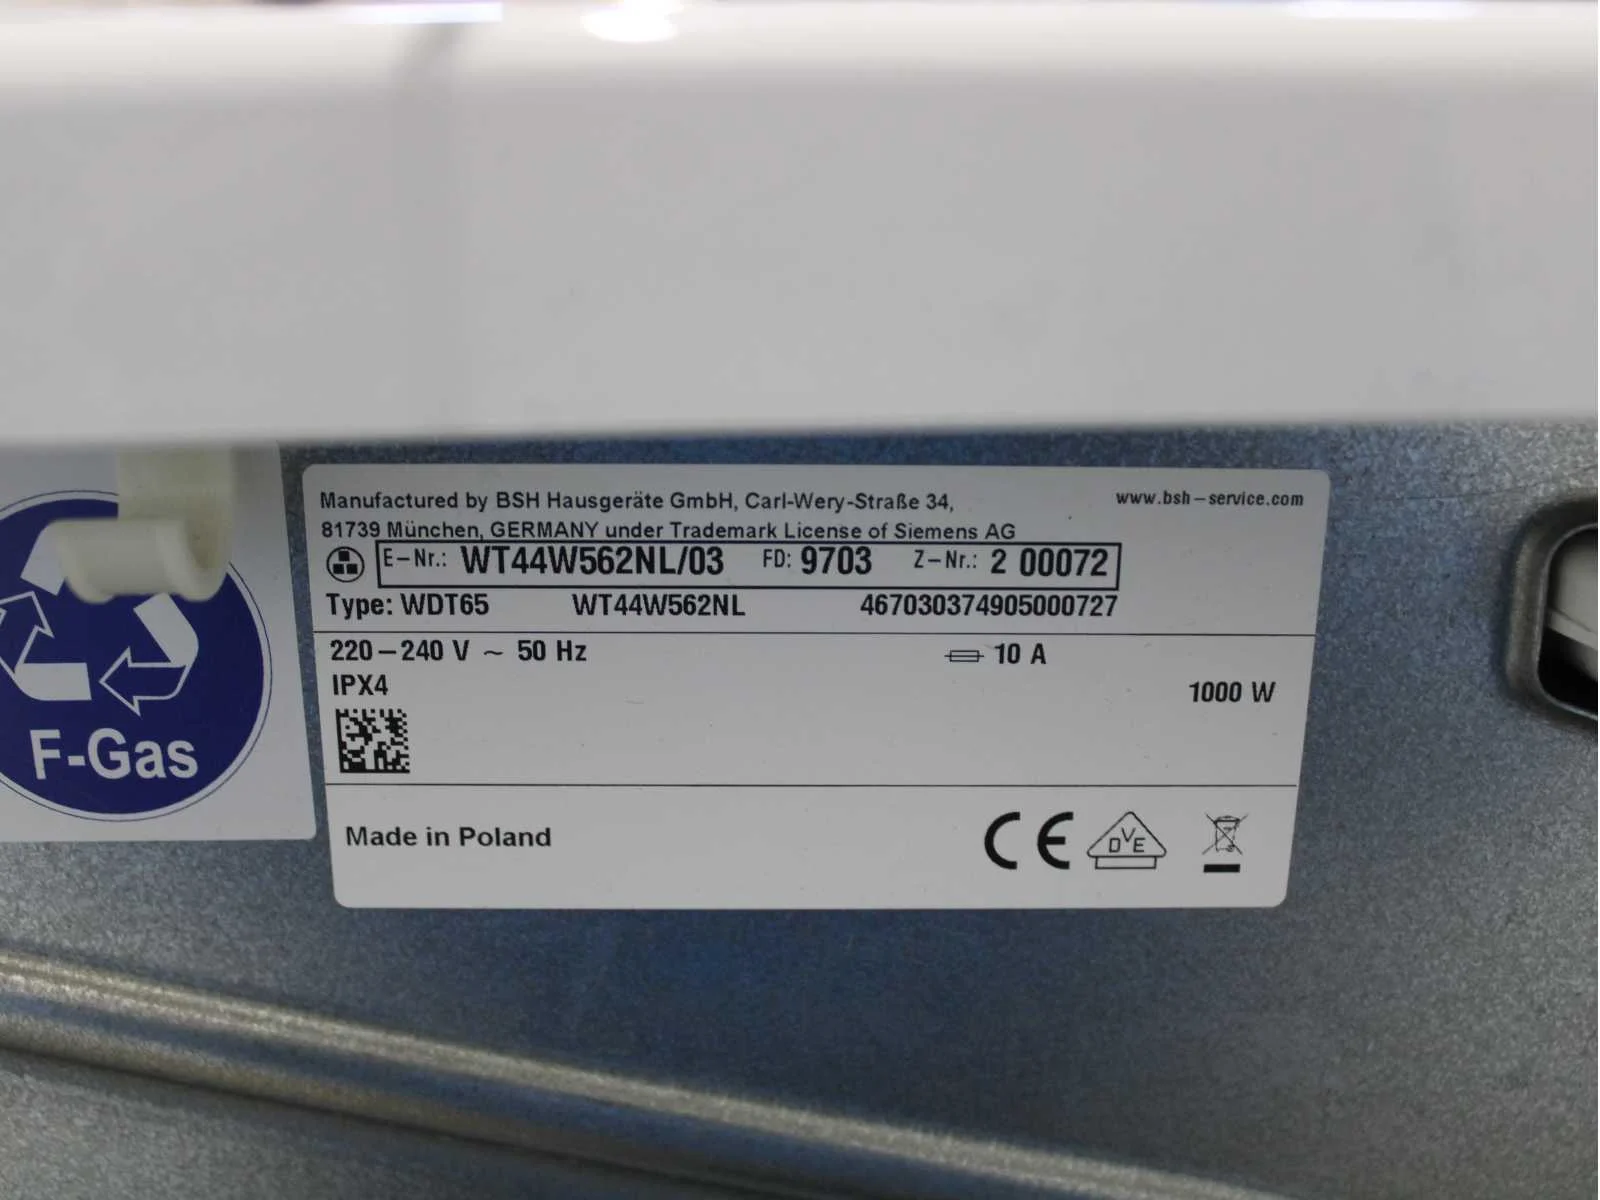 Manufactured by BSH Hausgeräte GmbH, Carl-Wery-Straße 34,
www.bsh-service.com
81739 München, GERMANY under Trademark License of Siemens AG
E-Nr.: WT44W562NL/03 FD: 9703 Z-Nr.: 2 00072
Type: WDT65 WT44W562NL 467030374905000727
220-240 V ~ 50 Hz 10 A
IPX4
1000 W
F-Gas
Made in Poland
CE
DVE